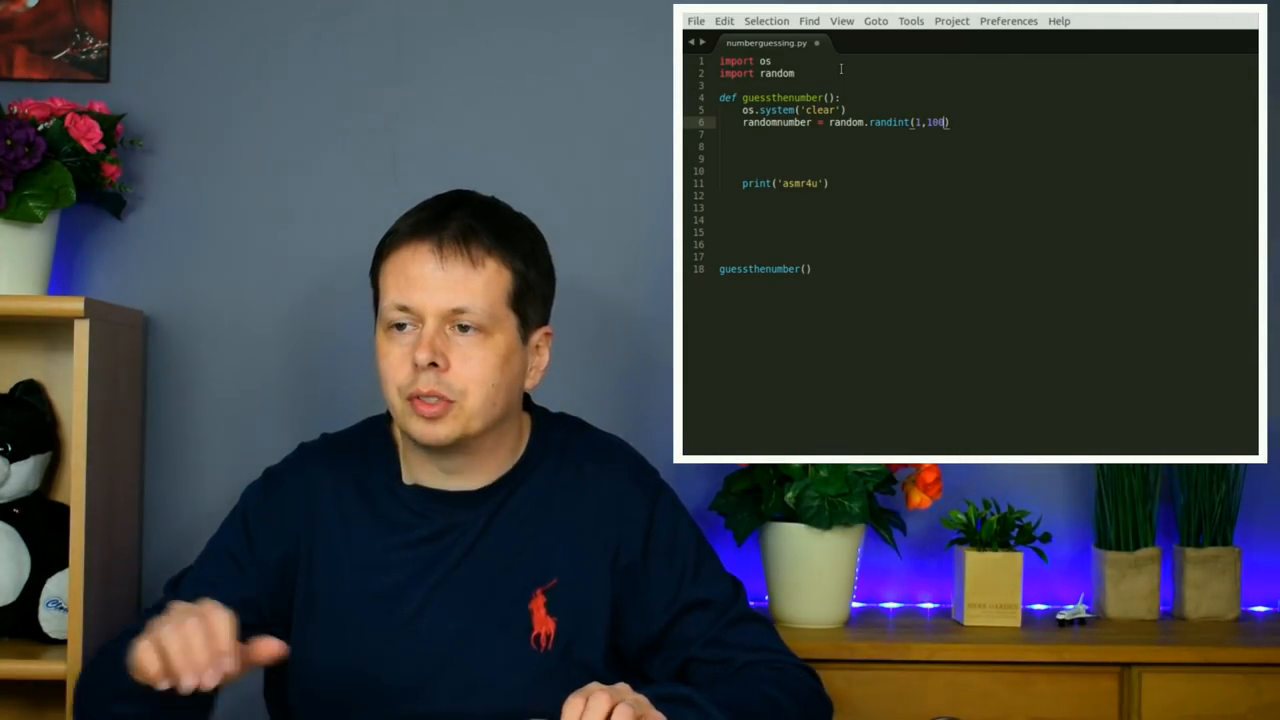 File Edit Selection Find View Goto Tools Project Preferences Help
numberguessing.py
1 import os
2 import random
3
4 def guessthenumber():
5 os.system('clear')
6 randomnumber = random.randint(1,100)
7
8
9
10
11 print('asmr4u')
12
13
14
15
16
17
18 guessthenumber()